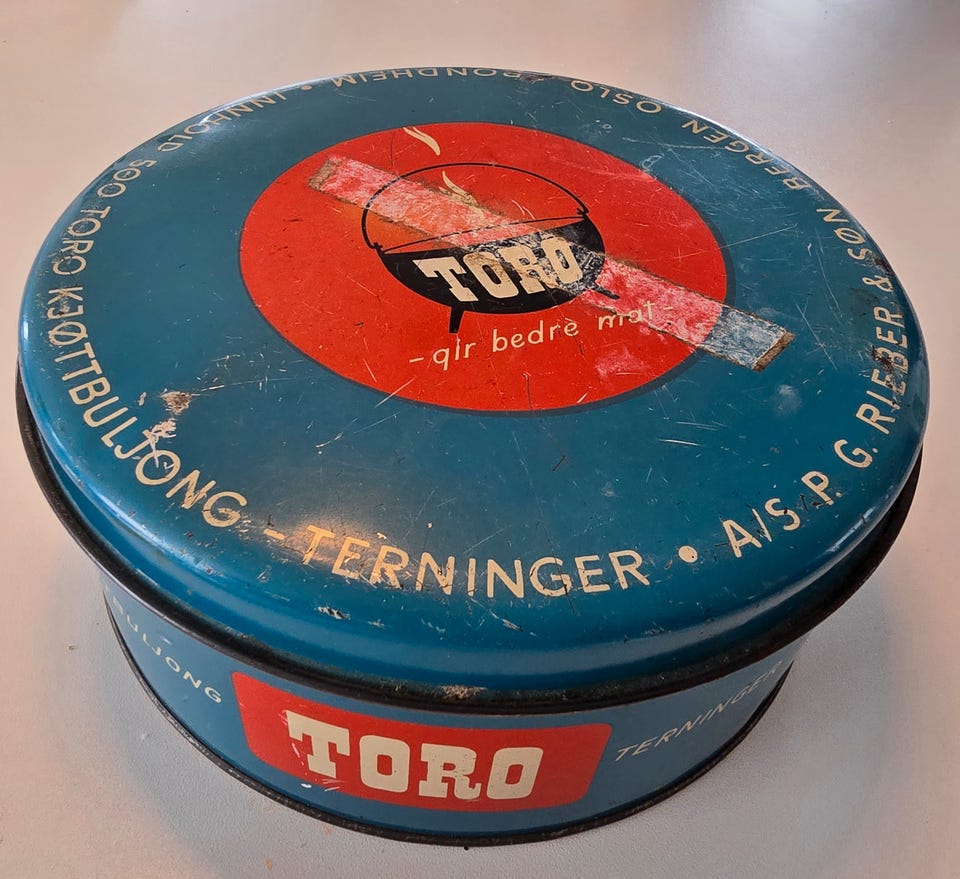 TORO
- gir bedre mat -
INNHOLD 500 TORO KJØTTBULJONG - TERNINGER • A/S P. G. RIEBER & SØN BERGEN OSLO TRONDHEIM •
BULJONG TORO TERNINGER